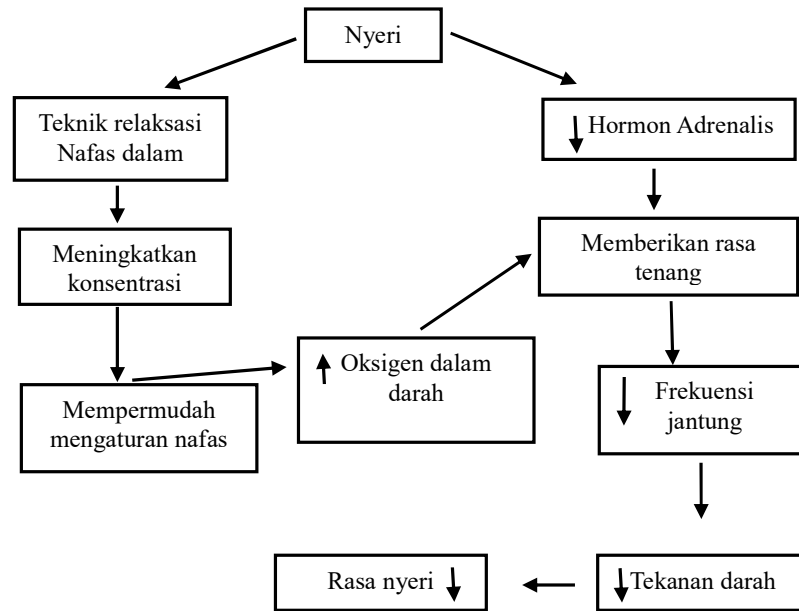 Nyeri
Teknik relaksasi
Nafas dalam
↓ Hormon Adrenalis
Meningkatkan
konsentrasi
Memberikan rasa
tenang
↑ Oksigen dalam
darah
Mempermudah
mengaturan nafas
↓ Frekuensi
jantung
Rasa nyeri ↓
↓ Tekanan darah